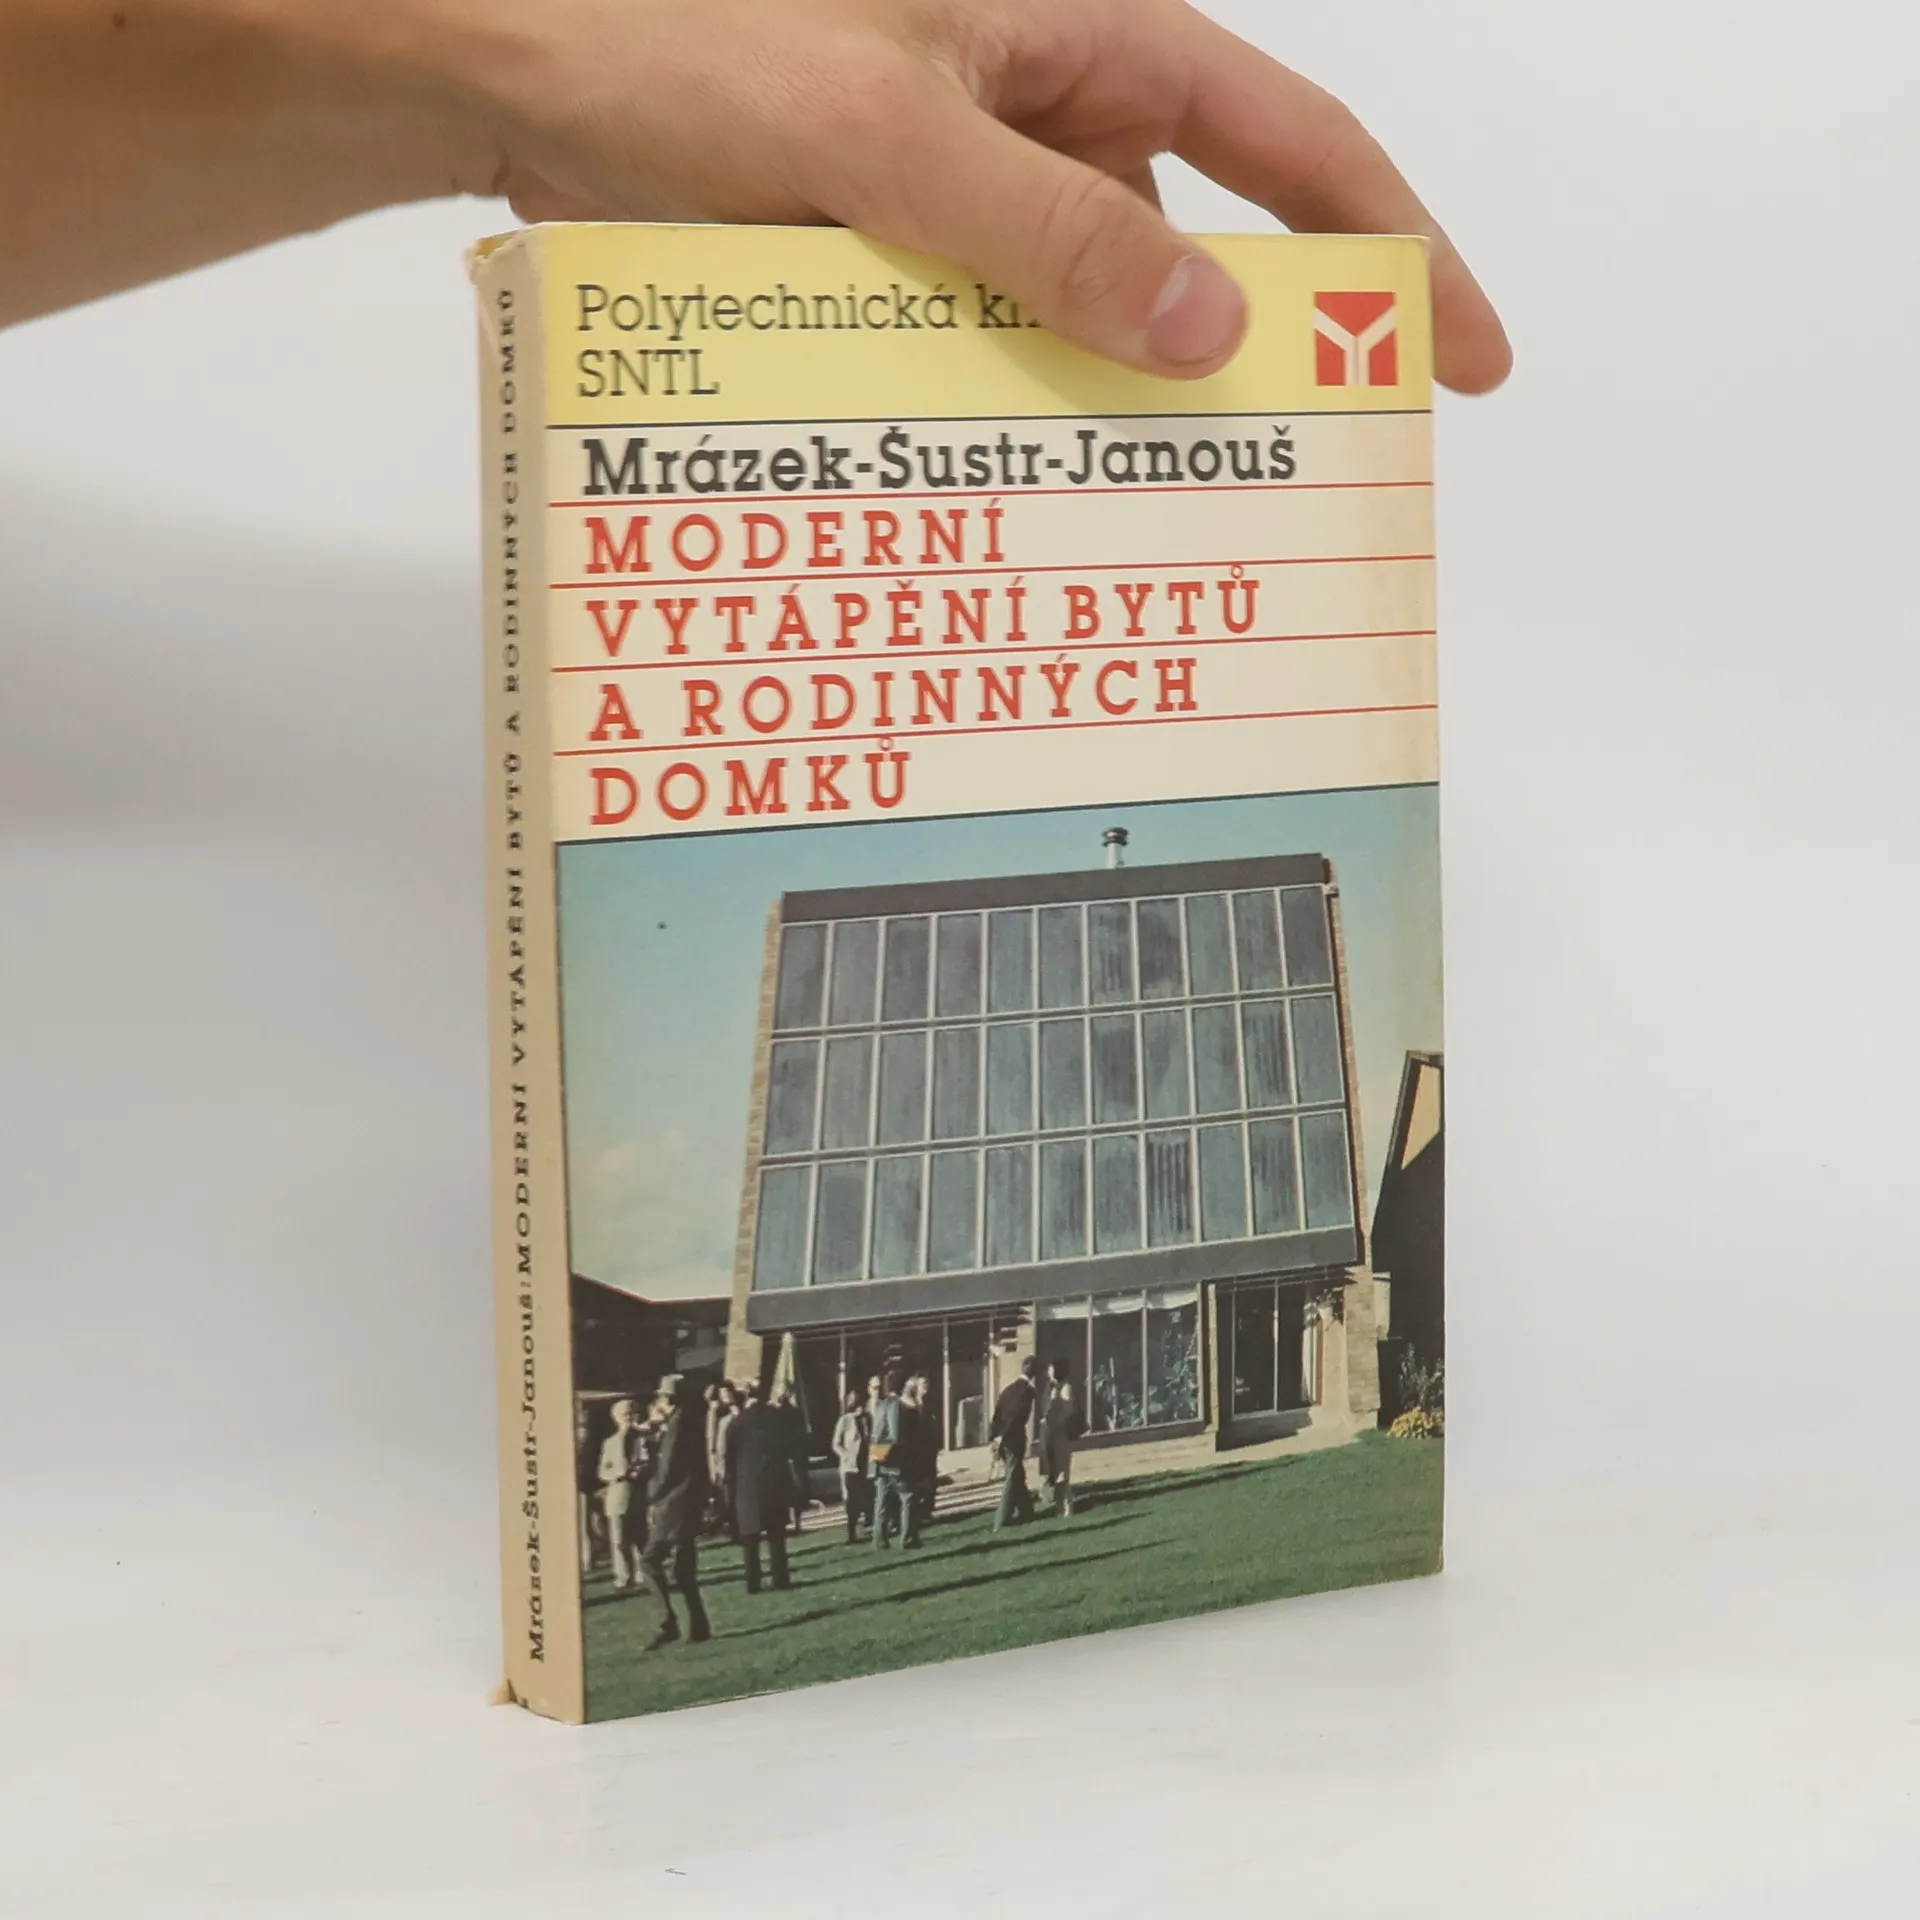 Polytechnická
SNTL
Mrázek-Šustr-Janouš
MODERNÍ
VYTÁPĚNÍ BYTŮ
A RODINNÝCH
DOMKŮ
Mrázek-Šustr-Janouš: MODERNÍ VYTÁPĚNÍ BYTŮ A RODINNÝCH DOMKŮ